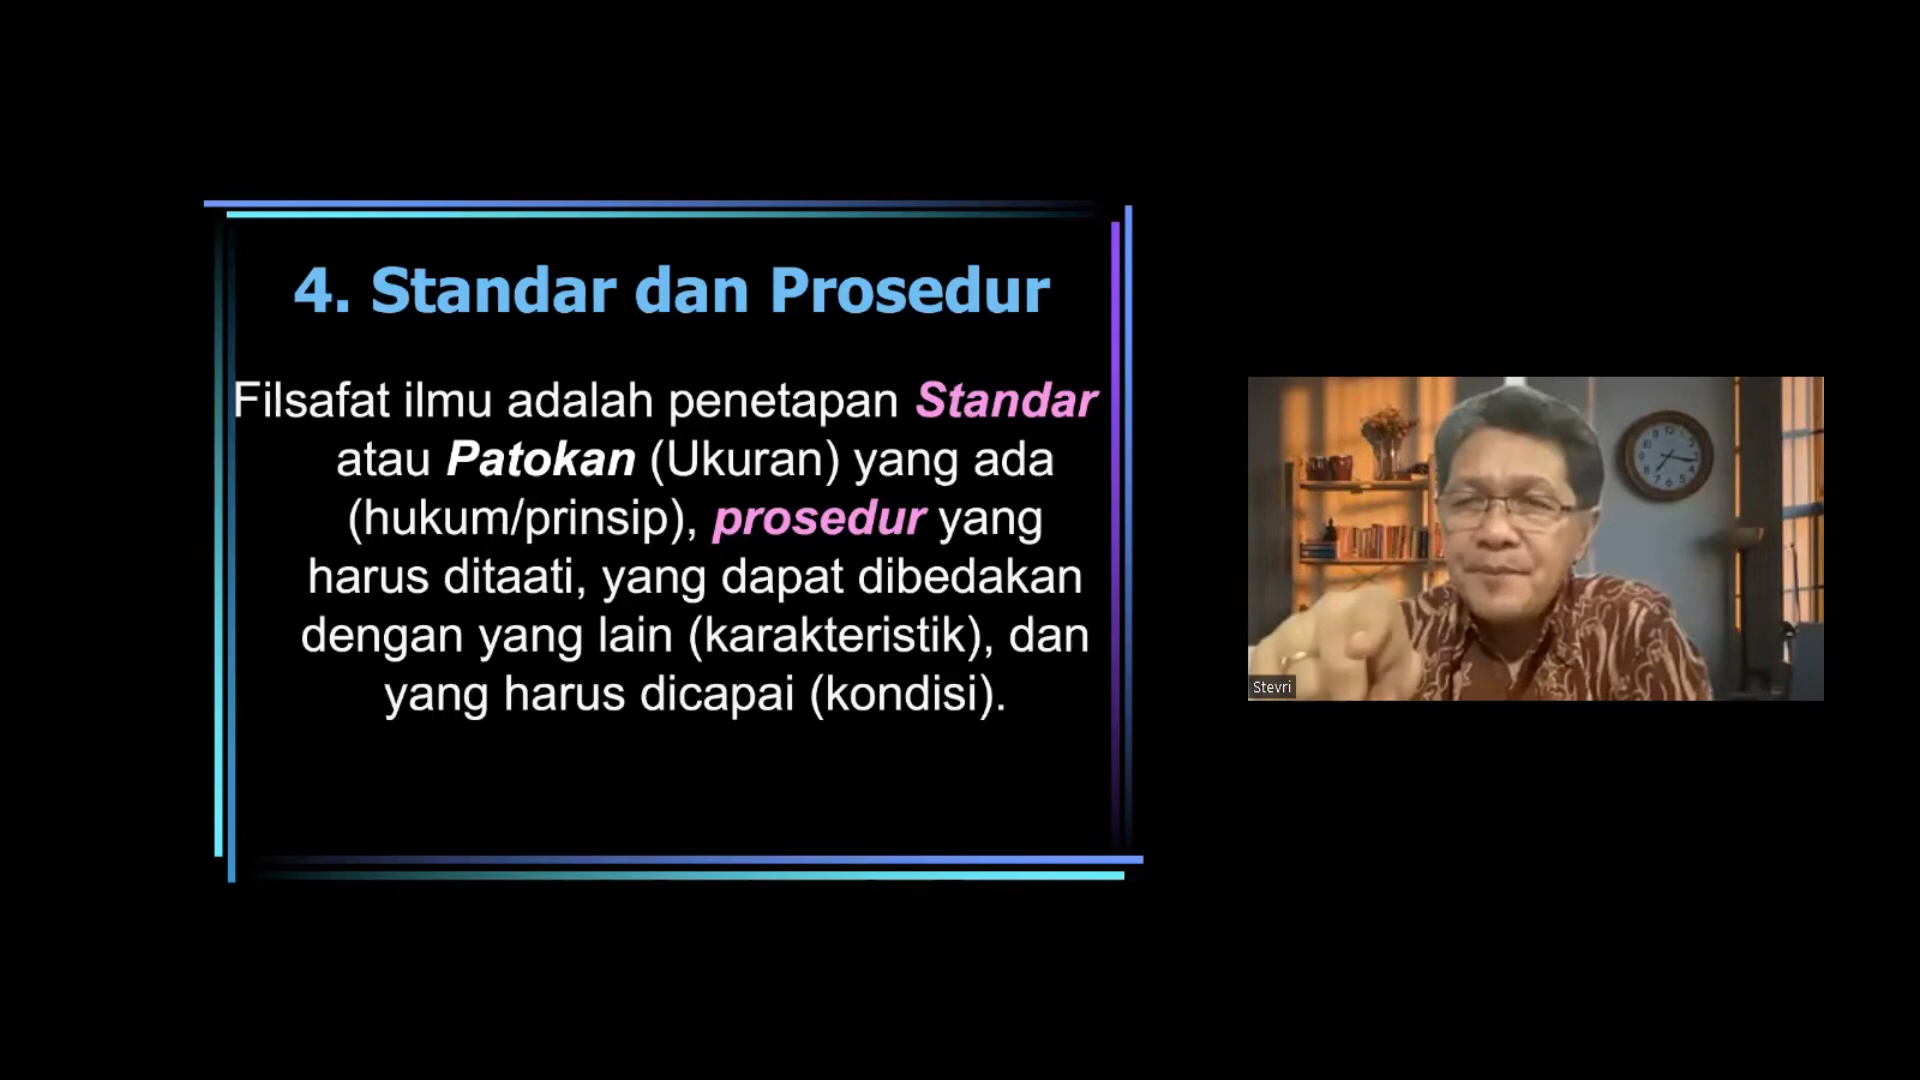 4. Standar dan Prosedur
Filsafat ilmu adalah penetapan Standar
atau Patokan (Ukuran) yang ada
(hukum/prinsip), prosedur yang
harus ditaati, yang dapat dibedakan
dengan yang lain (karakteristik), dan
yang harus dicapai (kondisi).
Stevri